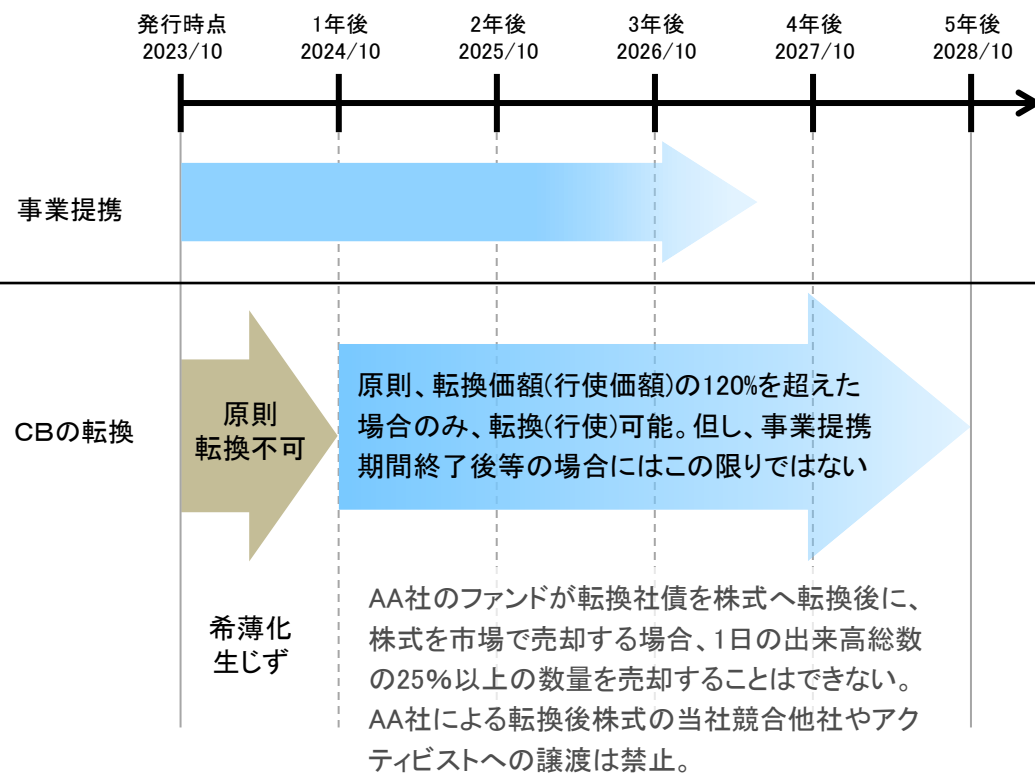 発行時点
2023/10
1年後
2024/10
2年後
2025/10
3年後
2026/10
4年後
2027/10
5年後
2028/10
事業提携
CBの転換
原則
転換不可
原則、転換価額(行使価額)の120%を超えた
場合のみ、転換(行使)可能。但し、事業提携
期間終了後等の場合にはこの限りではない
希薄化
生じず
AA社のファンドが転換社債を株式へ転換後に、
株式を市場で売却する場合、1日の出来高総数
の25%以上の数量を売却することはできない。
AA社による転換後株式の当社競合他社やアク
ティビストへの譲渡は禁止。